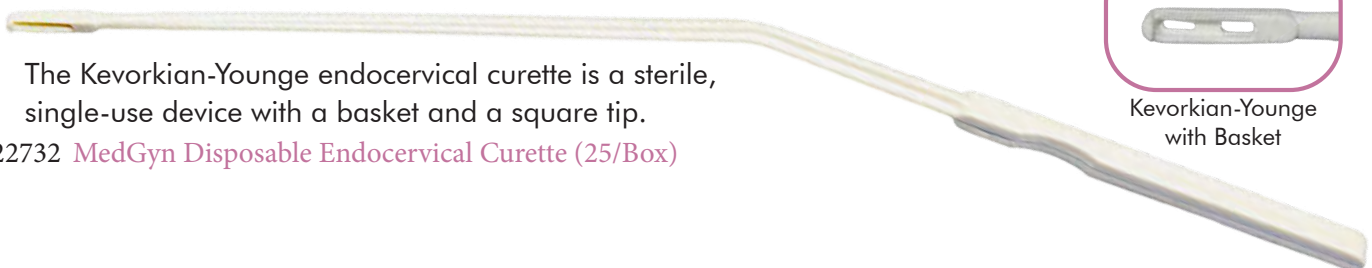 The Kevorkian-Younge endocervical curette is a sterile,
single-use device with a basket and a square tip.
22732 MedGyn Disposable Endocervical Curette (25/Box)
Kevorkian-Younge
with Basket